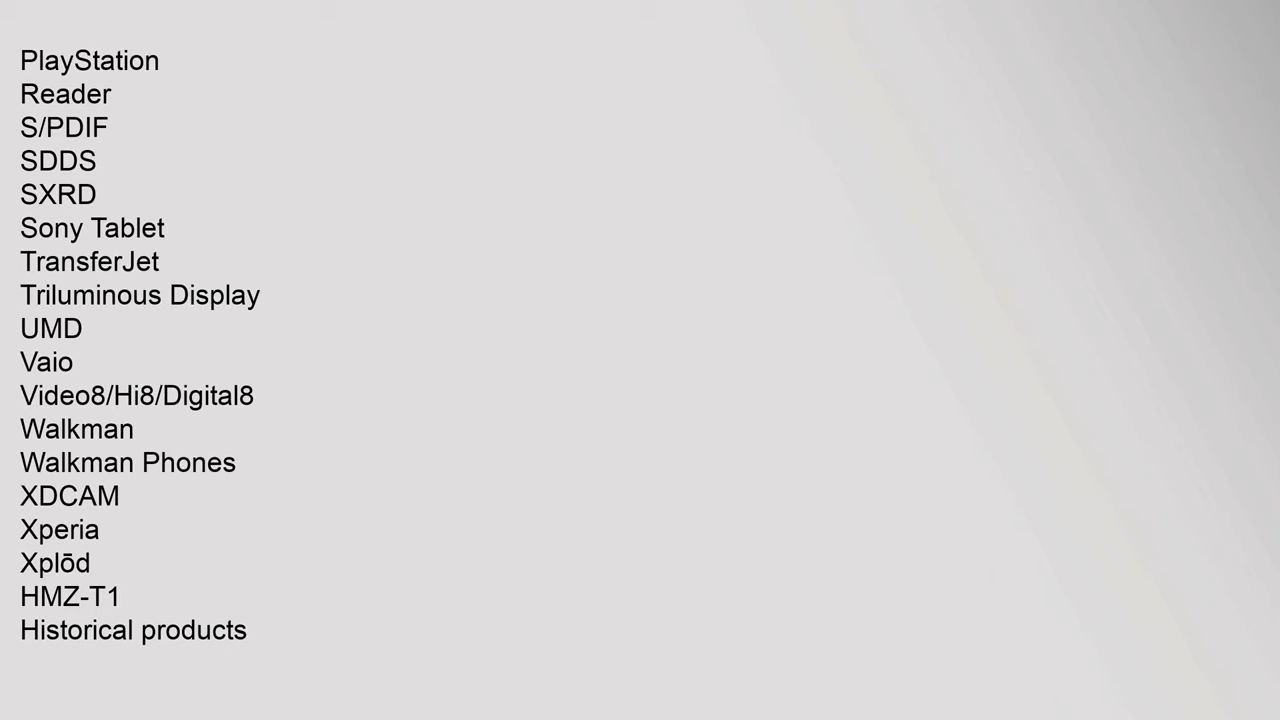 PlayStation
Reader
S/PDIF
SDDS
SXRD
Sony Tablet
TransferJet
Triluminous Display
UMD
Vaio
Video8/Hi8/Digital8
Walkman
Walkman Phones
XDCAM
Xperia
Xplōd
HMZ-T1
Historical products